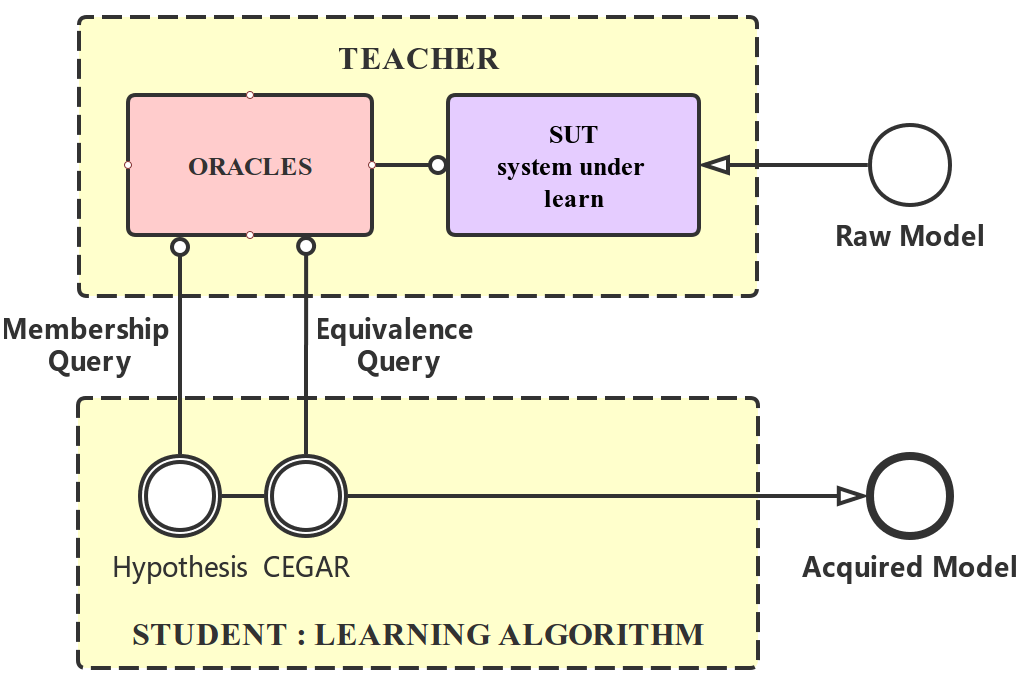 TEACHER
ORACLES
SUT
system under
learn
Raw Model
Membership
Query
Equivalence
Query
Hypothesis
CEGAR
Acquired Model
STUDENT : LEARNING ALGORITHM